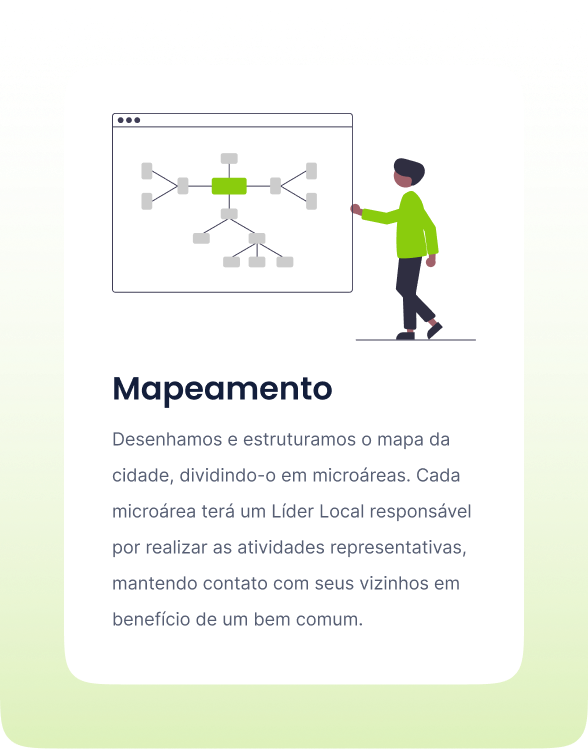 Mapeamento
Desenhamos e estruturamos o mapa da
cidade, dividindo-o em microáreas. Cada
microárea terá um Líder Local responsável
por realizar as atividades representativas,
mantendo contato com seus vizinhos em
benefício de um bem comum.